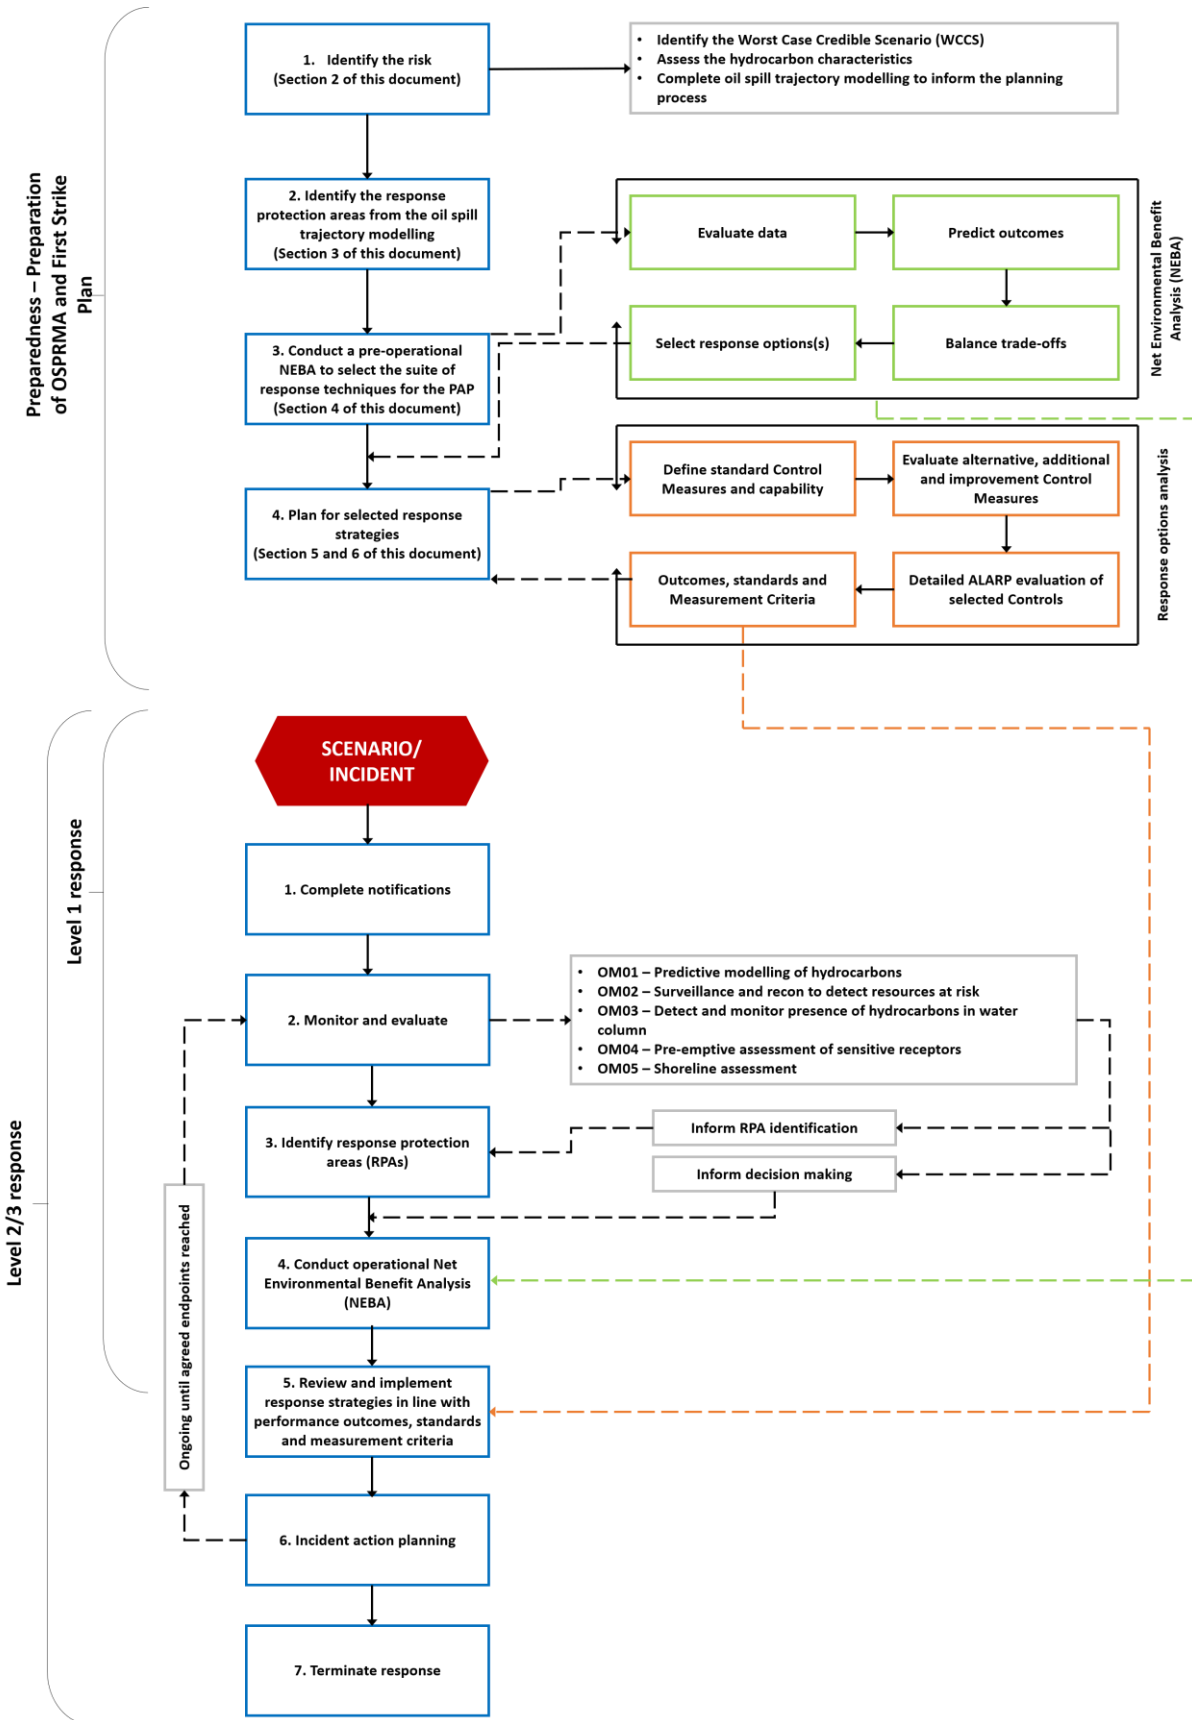 Preparedness – Preparation
of OSPRMA and First Strike
Plan
1. Identify the risk
(Section 2 of this document)
• Identify the Worst Case Credible Scenario (WCCS)
• Assess the hydrocarbon characteristics
• Complete oil spill trajectory modelling to inform the planning
process
2. Identify the response
protection areas from the oil spill
trajectory modelling
(Section 3 of this document)
3. Conduct a pre-operational
NEBA to select the suite of
response techniques for the PAP
(Section 4 of this document)
4. Plan for selected response
strategies
(Section 5 and 6 of this document)
Evaluate data
Predict outcomes
Select response options(s)
Balance trade-offs
Net Environmental Benefit
Analysis (NEBA)
Define standard Control
Measures and capability
Evaluate alternative, additional
and improvement Control
Measures
Outcomes, standards and
Measurement Criteria
Detailed ALARP evaluation of
selected Controls
Response options analysis
Level 2/3 response
Level 1 response
SCENARIO/
INCIDENT
1. Complete notifications
2. Monitor and evaluate
• OM01 – Predictive modelling of hydrocarbons
• OM02 – Surveillance and recon to detect resources at risk
• OM03 – Detect and monitor presence of hydrocarbons in water
column
• OM04 – Pre-emptive assessment of sensitive receptors
• OM05 – Shoreline assessment
3. Identify response protection
areas (RPAs)
Inform RPA identification
Inform decision making
4. Conduct operational Net
Environmental Benefit Analysis
(NEBA)
5. Review and implement
response strategies in line with
performance outcomes, standards
and measurement criteria
Ongoing until agreed endpoints reached
6. Incident action planning
7. Terminate response